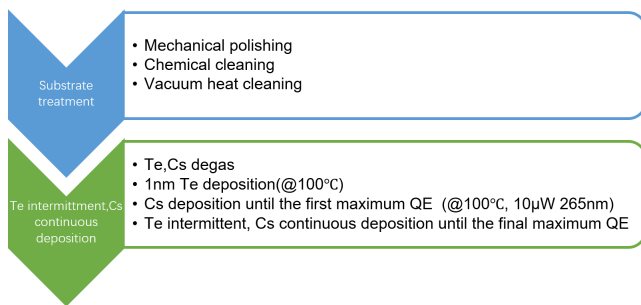 Substrate
treatment
• Mechanical polishing
• Chemical cleaning
• Vacuum heat cleaning
Te intermittment,Cs
continuous
deposition
• Te,Cs degas
• 1nm Te deposition(@100℃)
• Cs deposition until the first maximum QE (@100℃, 10μW 265nm)
• Te intermittent, Cs continuous deposition until the final maximum QE